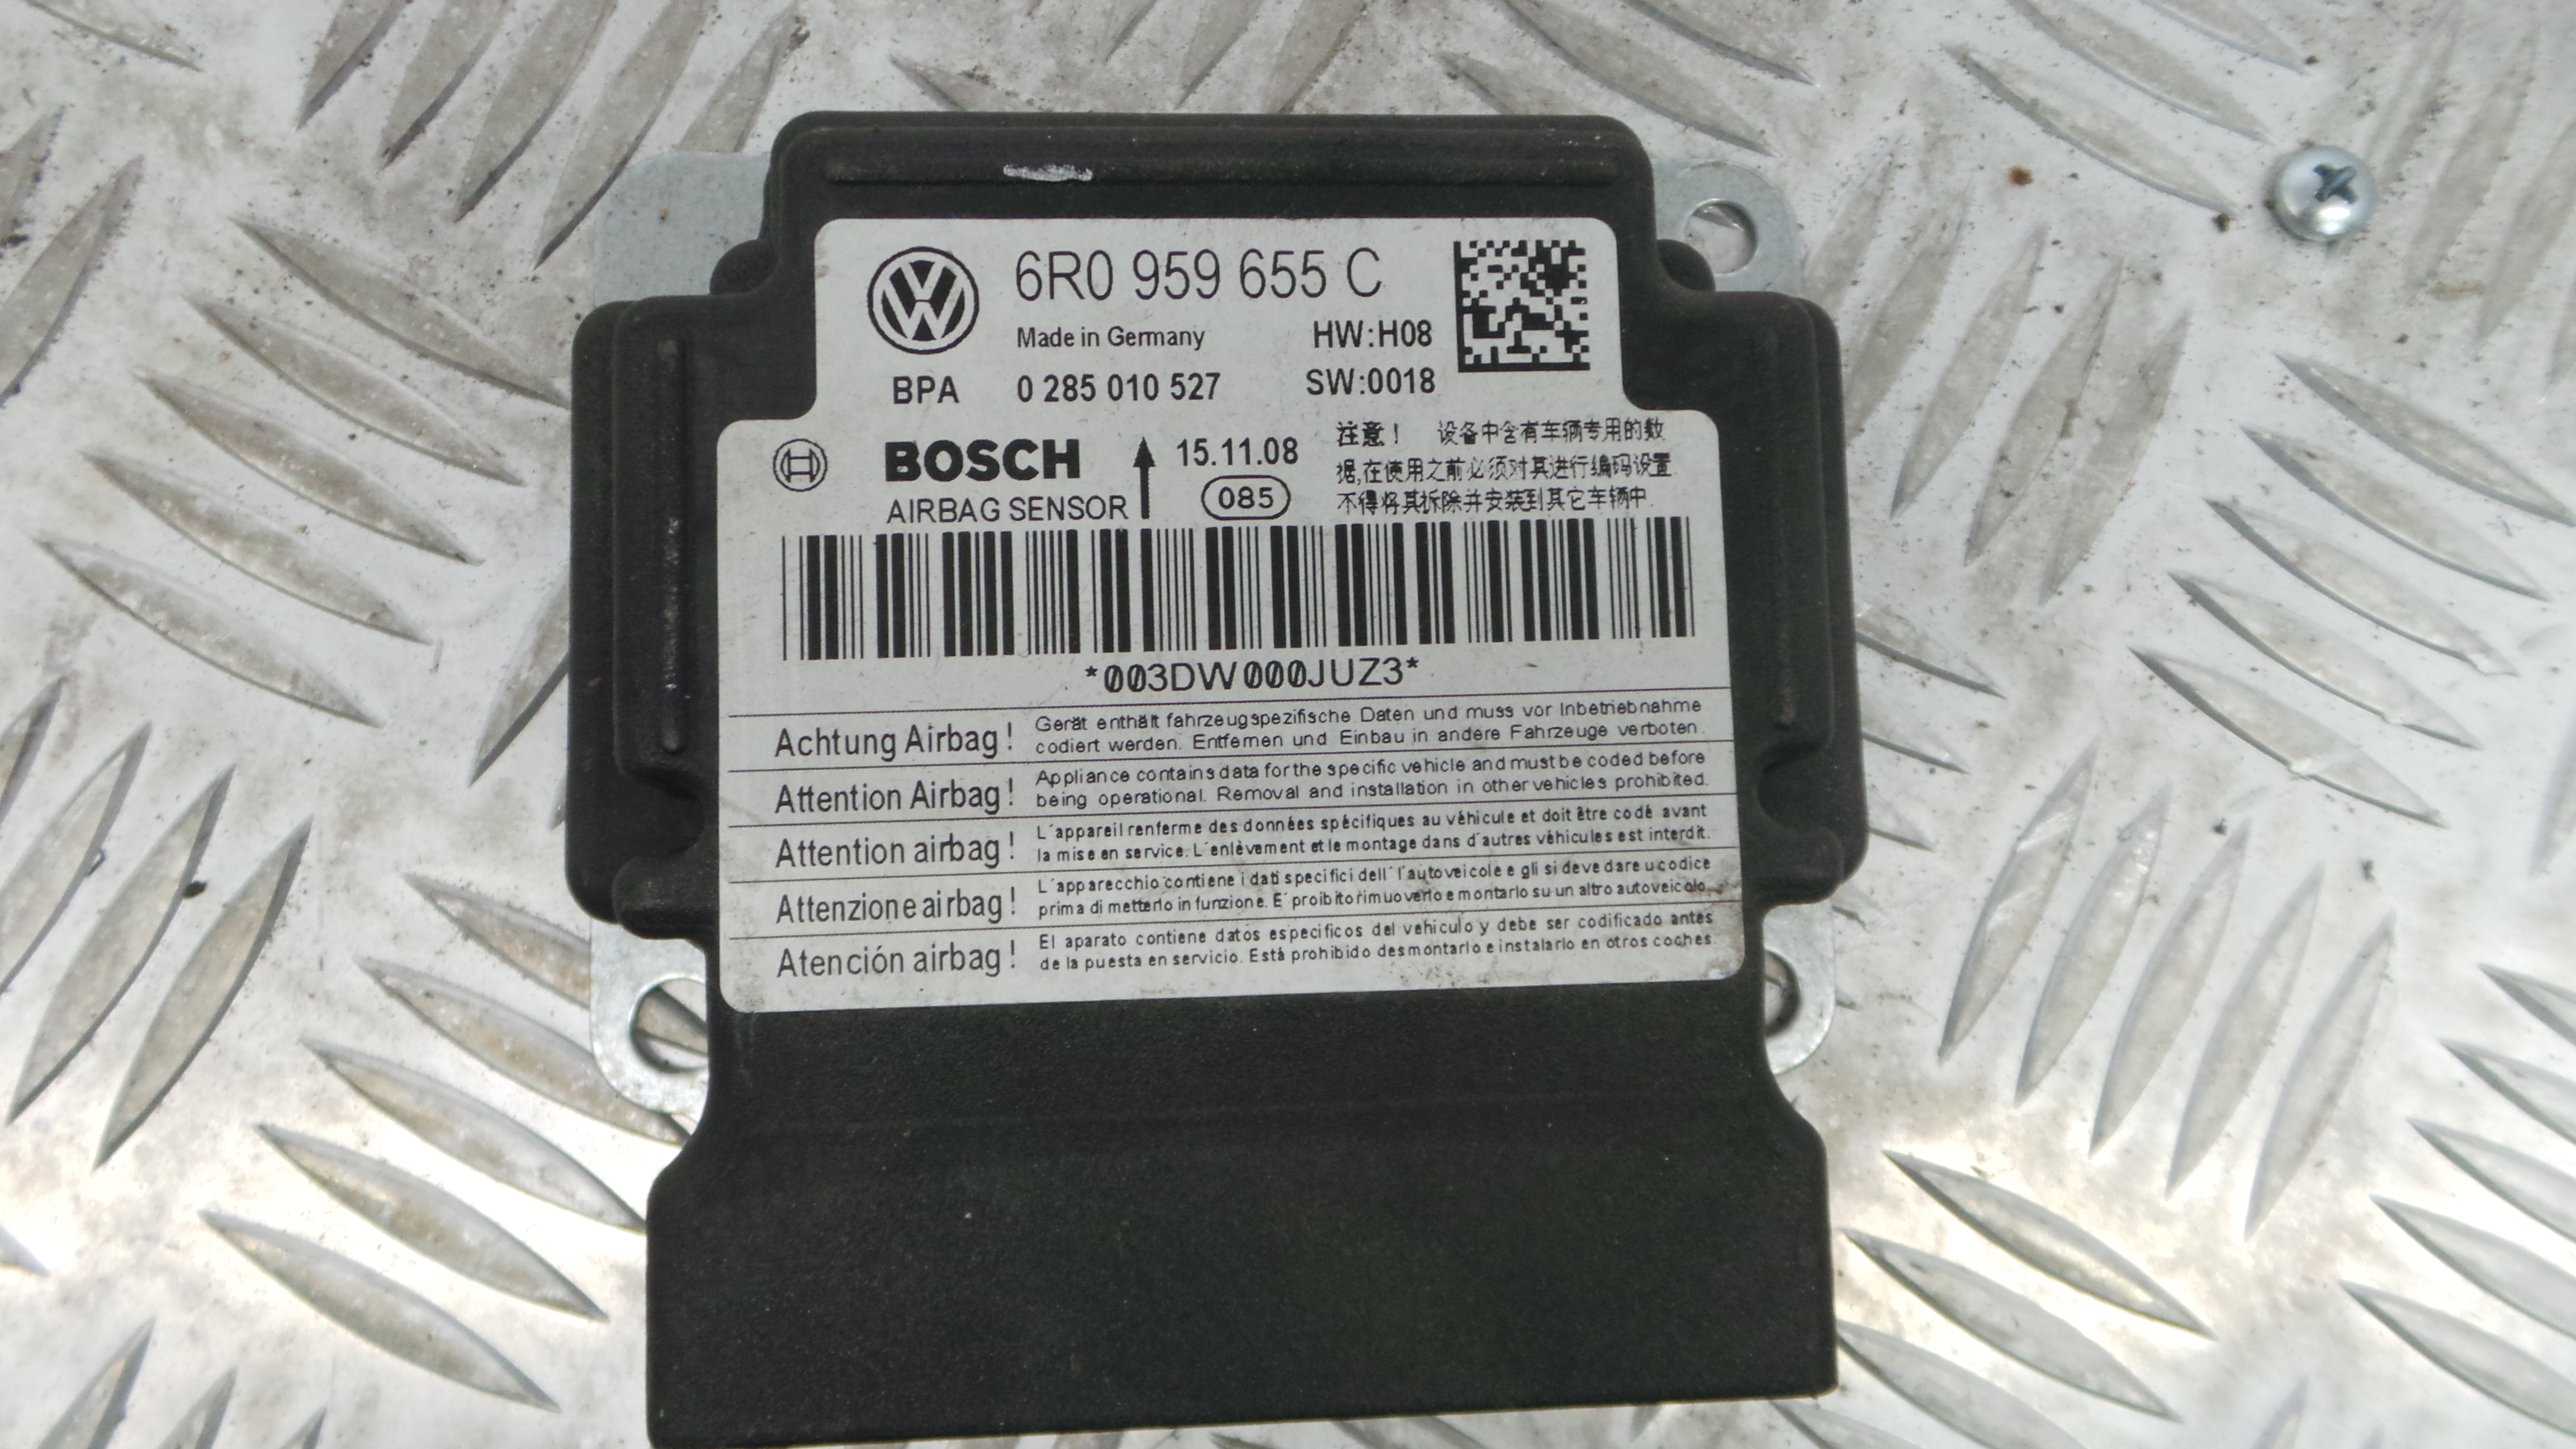 6R0 959 655 C
Made in Germany HW:H08
BPA 0 285 010 527 SW:0018
BOSCH 15.11.08
AIRBAG SENSOR 085
注意！ 设备中含有车辆专用的数
据,在使用之前必须对其进行编码设置.
不得将其拆除并安装到其它车辆中.
*003DW000JUZ3*
Achtung Airbag! Gerät enthält fahrzeugspezifische Daten und muss vor Inbetriebnahme
codiert werden. Entfernen und Einbau in andere Fahrzeuge verboten.
Attention Airbag! Appliance contains data for the specific vehicle and must be coded before
being operational. Removal and installation in other vehicles prohibited.
Attention airbag! L´appareil renferme des données spécifiques au véhicule et doit être codé avant
la mise en service. L´enlèvement et le montage dans d´autres véhicules est interdit.
Attenzione airbag! L´apparecchio contiene i dati specifici dell´ l´autoveicolo e gli si deve dare u codice
prima di metterlo in funzione. E´ proibito rimuoverlo e montarlo su un altro autoveicolo.
Atención airbag! El aparato contiene datos especificos del vehiculo y debe ser codificado antes
de la puesta en servicio. Está prohibido desmontarlo e instalarlo en otros coches.